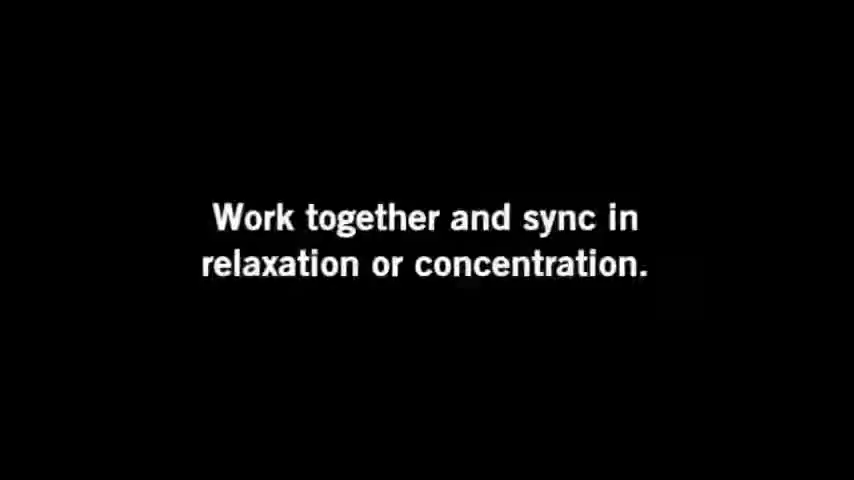 Work together and sync in
relaxation or concentration.